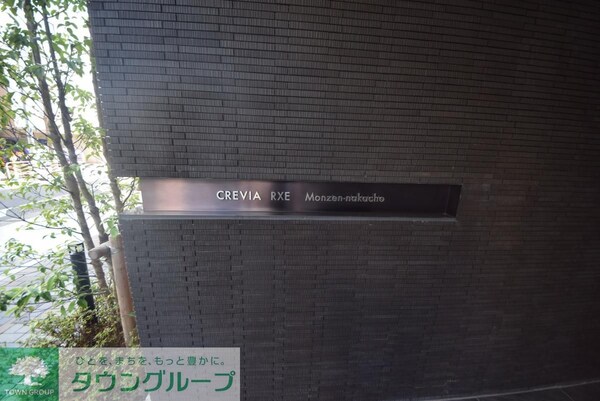 CREVIA RXE Monzen-nakacho
ひとを、まちを、もっと豊かに。
タウングループ
TOWN GROUP